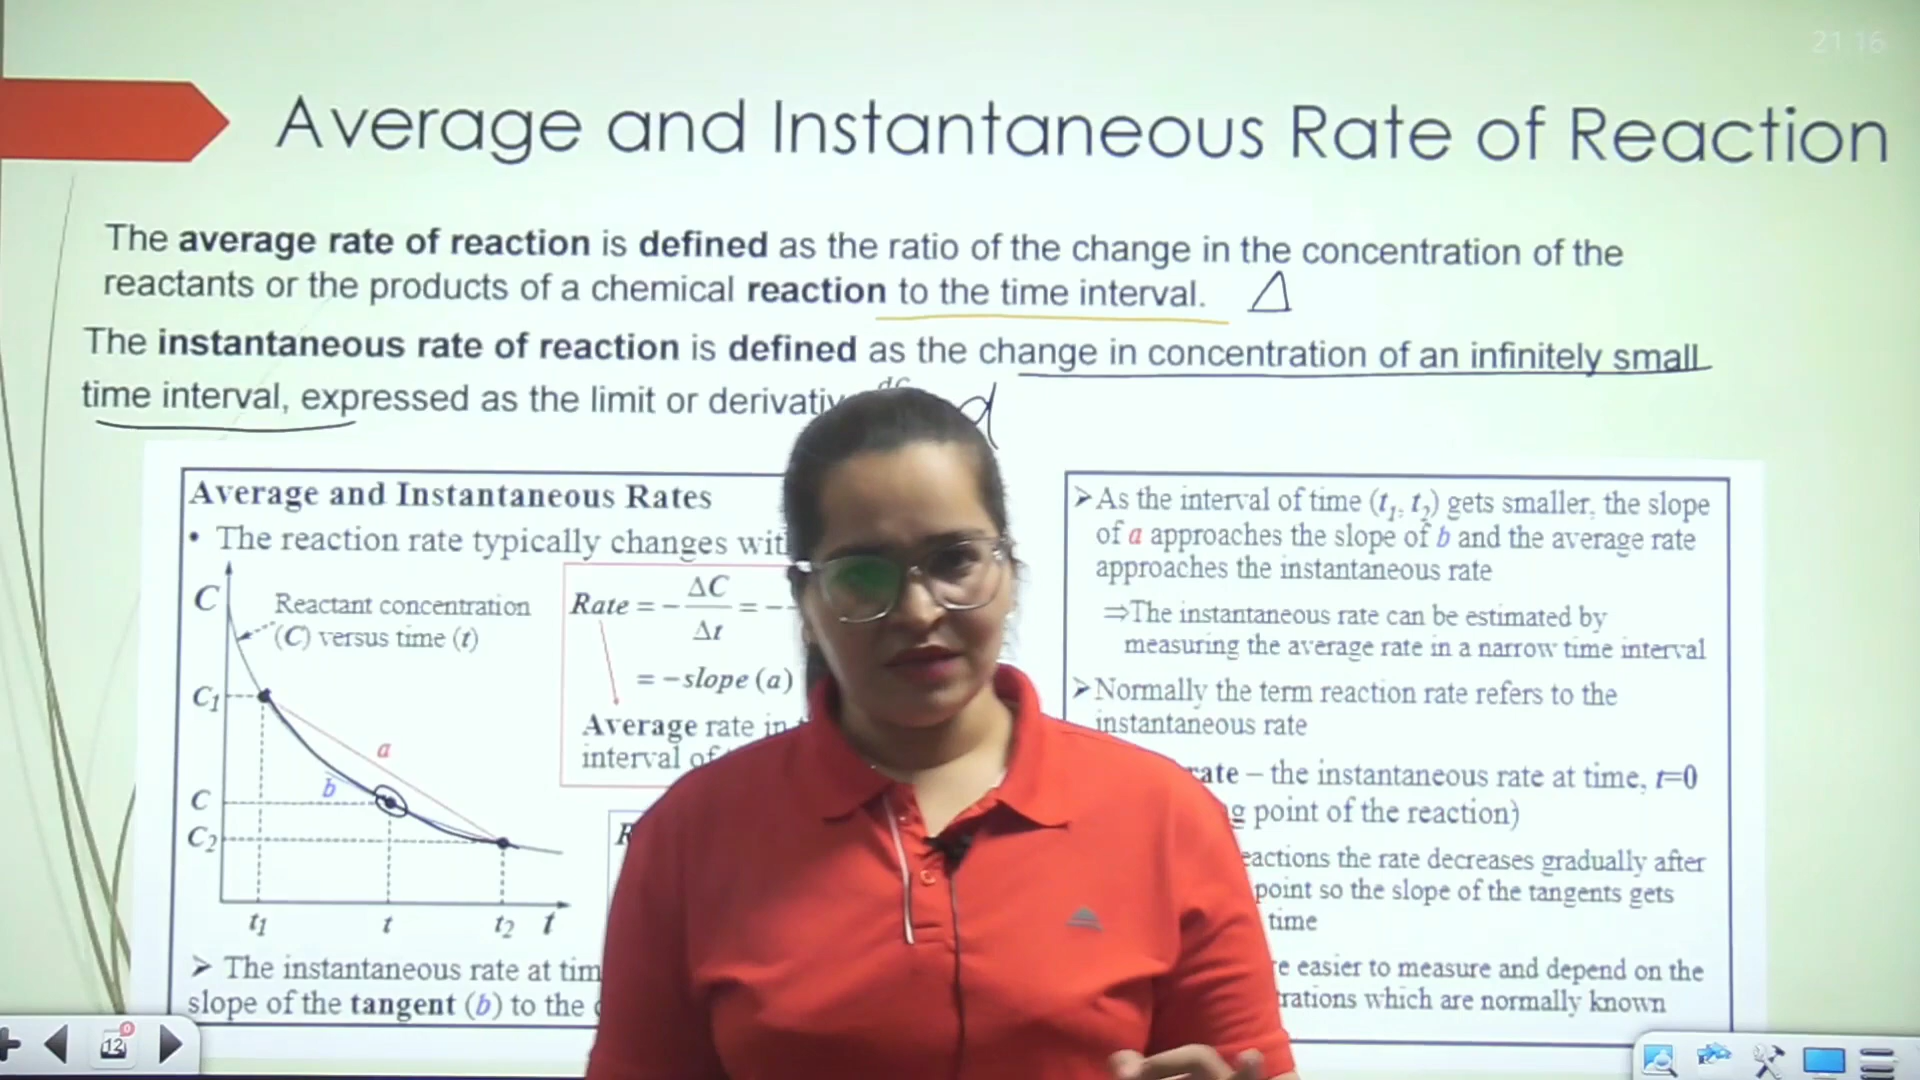 21 16
Average and Instantaneous Rate of Reaction
The average rate of reaction is defined as the ratio of the change in the concentration of the
reactants or the products of a chemical reaction to the time interval. Δ
The instantaneous rate of reaction is defined as the change in concentration of an infinitely small
time interval, expressed as the limit or d
Average and Instantaneous Rates
• The reaction rate typically changes
C
Reactant concentration
(C) versus time (t)
Rate = - ΔC / Δt = -
= -slope (a)
Average rate in
interval of
C1
a
b
C
C2
t1 t t2 t
➤ The instantaneous rate at
slope of the tangent (b) to the
➤As the interval of time (t1, t2) gets smaller, the slope
of a approaches the slope of b and the average rate
approaches the instantaneous rate
⇒The instantaneous rate can be estimated by
measuring the average rate in a narrow time interval
➤Normally the term reaction rate refers to the
instantaneous rate
– the instantaneous rate at time, t=0
point of the reaction)
the rate decreases gradually after
point so the slope of the tangents gets
time
easier to measure and depend on the
which are normally known
12
0